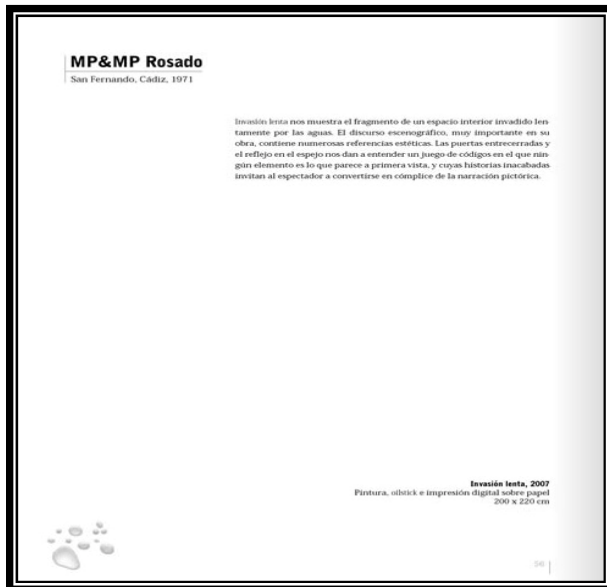 MP&MP Rosado
San Fernando, Cádiz, 1971
Invasión lenta nos muestra el fragmento de un espacio interior invadido len-
tamente por las aguas. El discurso escenográfico, muy importante en su
obra, contiene numerosas referencias estéticas. Las puertas entrecerradas y
el reflejo en el espejo nos dan a entender un juego de códigos en el que nin-
gún elemento es lo que parece a primera vista, y cuyas historias inacabadas
invitan al espectador a convertirse en cómplice de la narración pictórica.
Invasión lenta, 2007
Pintura, oilstick e impresión digital sobre papel
200 x 220 cm
56